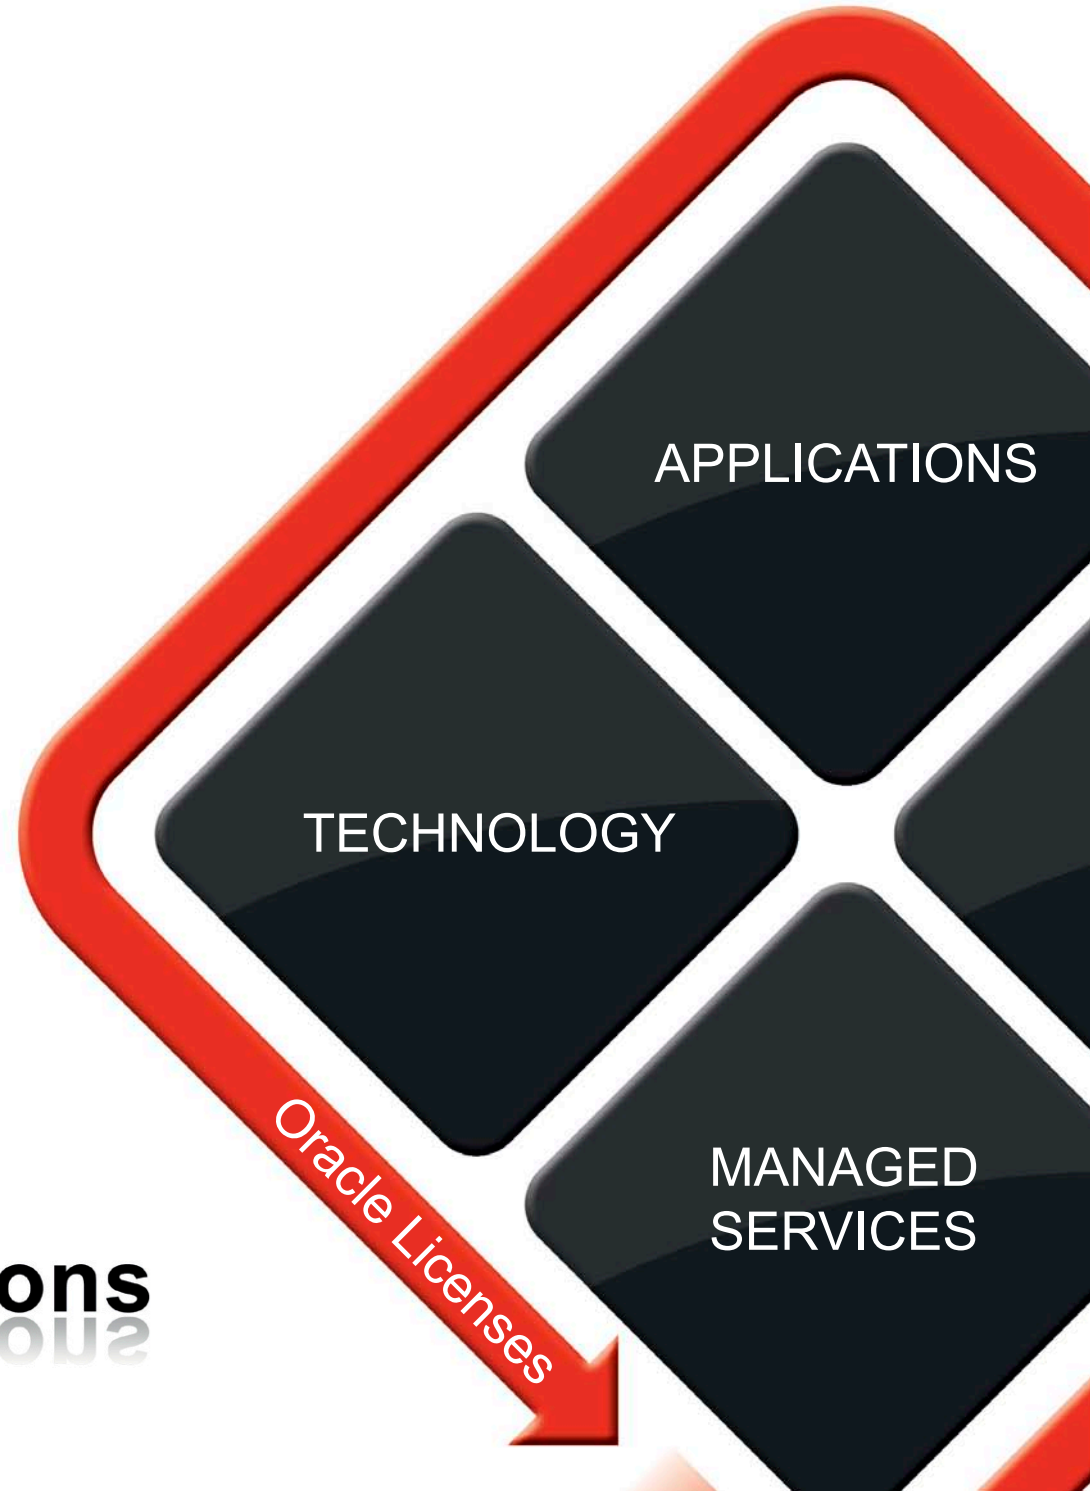 APPLICATIONS
TECHNOLOGY
MANAGED
SERVICES
Oracle Licenses
ons